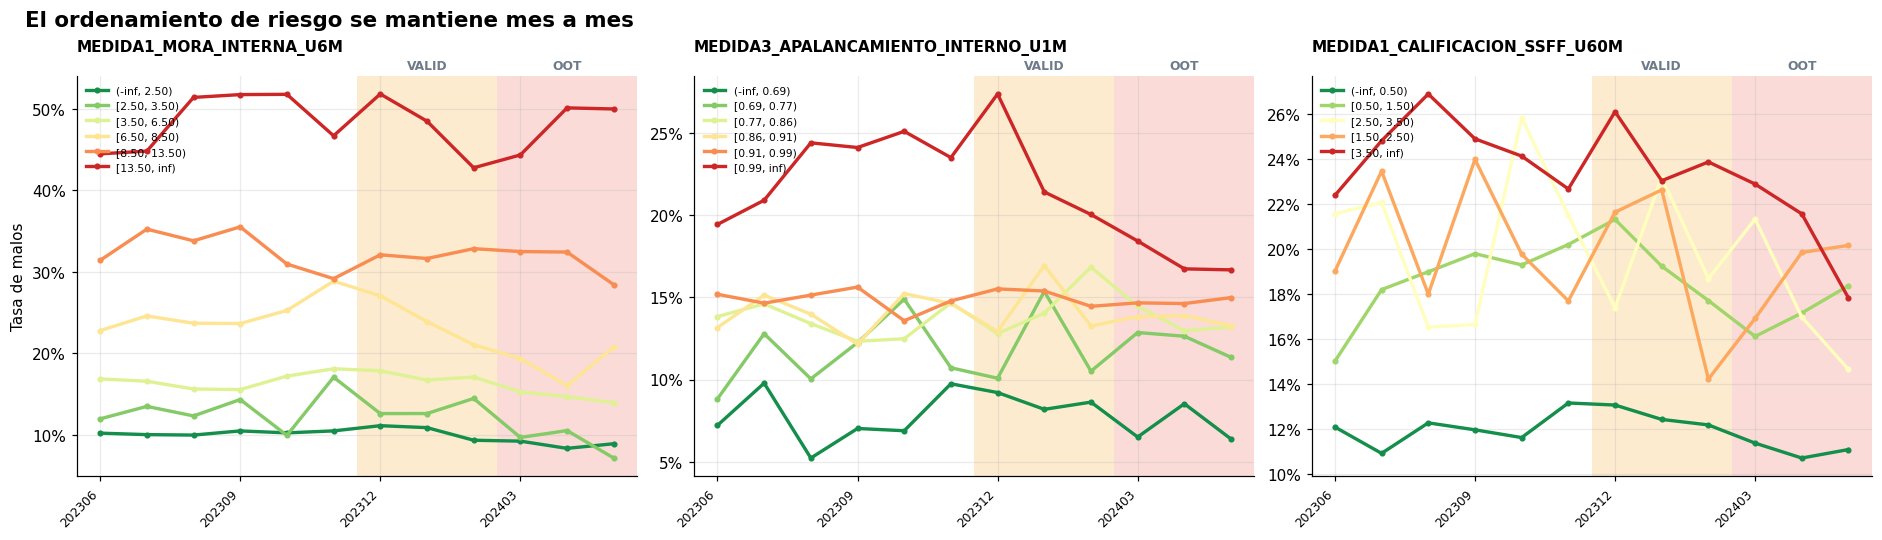 El ordenamiento de riesgo se mantiene mes a mes
MEDIDA1_MORA_INTERNA_U6M
VALID
OOT
(-inf, 2.50)
[2.50, 3.50)
[3.50, 6.50)
[6.50, 8.50)
[8.50, 13.50)
[13.50, inf)
Tasa de malos
50%
40%
30%
20%
10%
202306
202309
202312
202403
MEDIDA3_APALANCAMIENTO_INTERNO_U1M
VALID
OOT
(-inf, 0.69)
[0.69, 0.77)
[0.77, 0.86)
[0.86, 0.91)
[0.91, 0.99)
[0.99, inf)
25%
20%
15%
10%
5%
202306
202309
202312
202403
MEDIDA1_CALIFICACION_SSFF_U60M
VALID
OOT
(-inf, 0.50)
[0.50, 1.50)
[2.50, 3.50)
[1.50, 2.50)
[3.50, inf)
26%
24%
22%
20%
18%
16%
14%
12%
10%
202306
202309
202312
202403